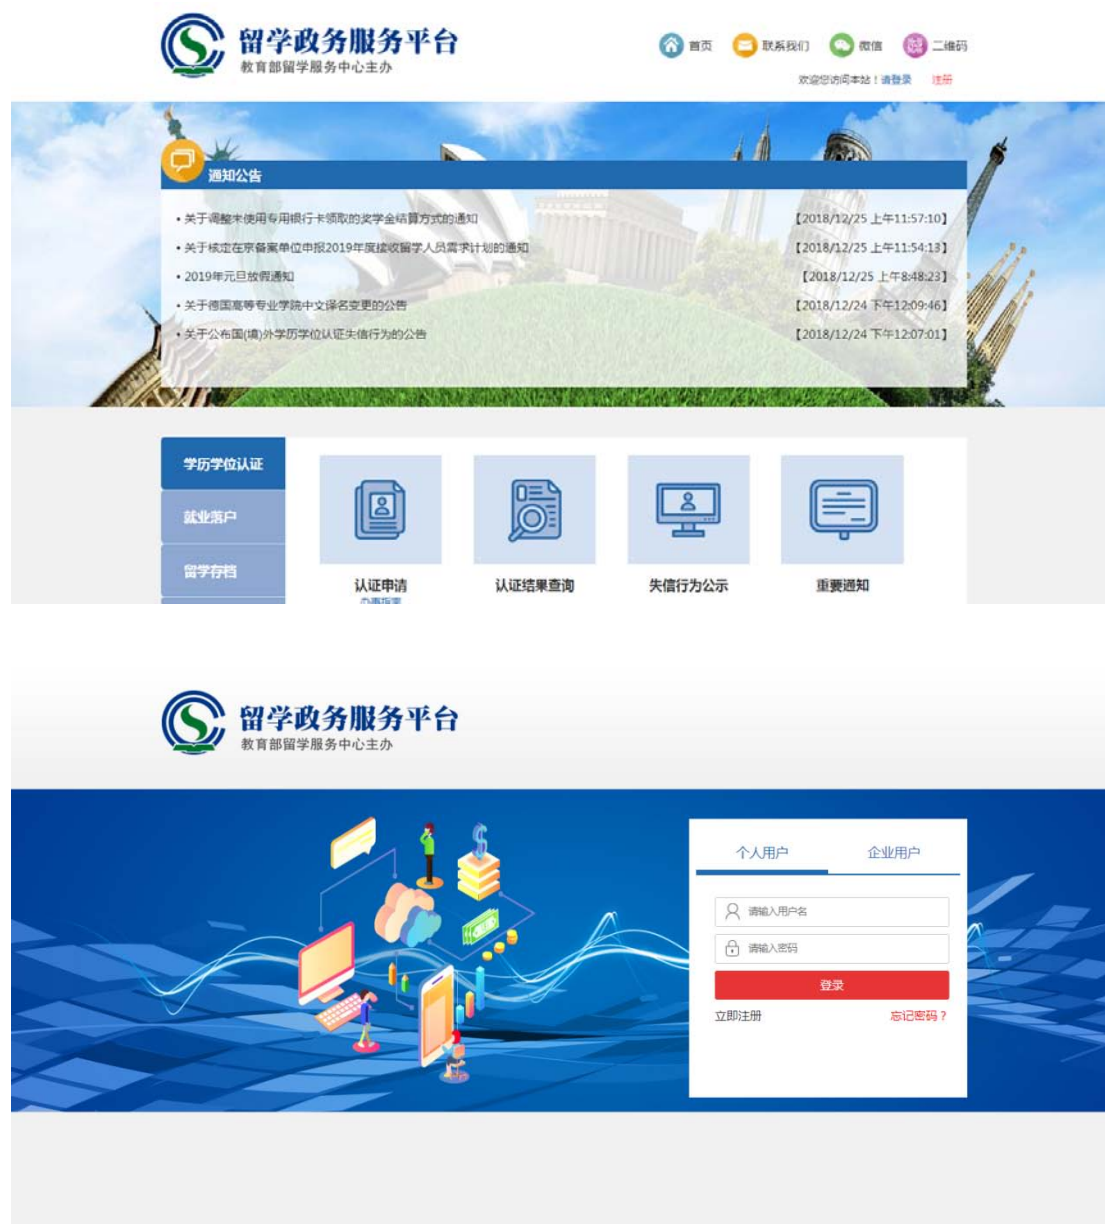 留学政务服务平台
教育部留学服务中心主办
首页 联系我们 微信 二维码
欢迎您访问本站！请登录 注册
通知公告
• 关于调整未使用专用银行卡领取的奖学金结算方式的通知 【2018/12/25 上午11:57:10】
• 关于核定在京备案单位申报2019年度接收留学人员需求计划的通知 【2018/12/25 上午11:54:13】
• 2019年元旦放假通知 【2018/12/25 上午8:48:23】
• 关于德国高等专业学院中文译名变更的公告 【2018/12/24 下午12:09:46】
• 关于公布国(境)外学历学位认证失信行为的公告 【2018/12/24 下午12:07:01】
学历学位认证
就业落户
留学存档
认证申请 认证结果查询 失信行为公示 重要通知
办事指南
留学政务服务平台
教育部留学服务中心主办
个人用户 企业用户
请输入用户名
请输入密码
登录
立即注册 忘记密码？